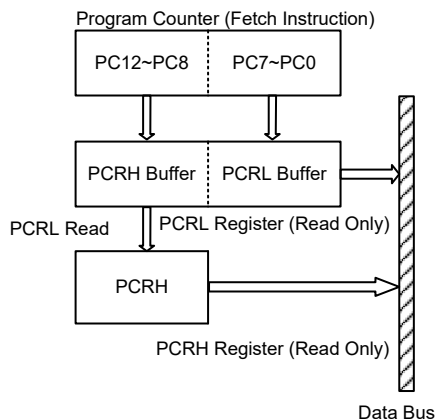 Program Counter (Fetch Instruction)
PC12~PC8
PC7~PC0
PCRH Buffer
PCRL Buffer
PCRL Read
PCRL Register (Read Only)
PCRH
PCRH Register (Read Only)
Data Bus